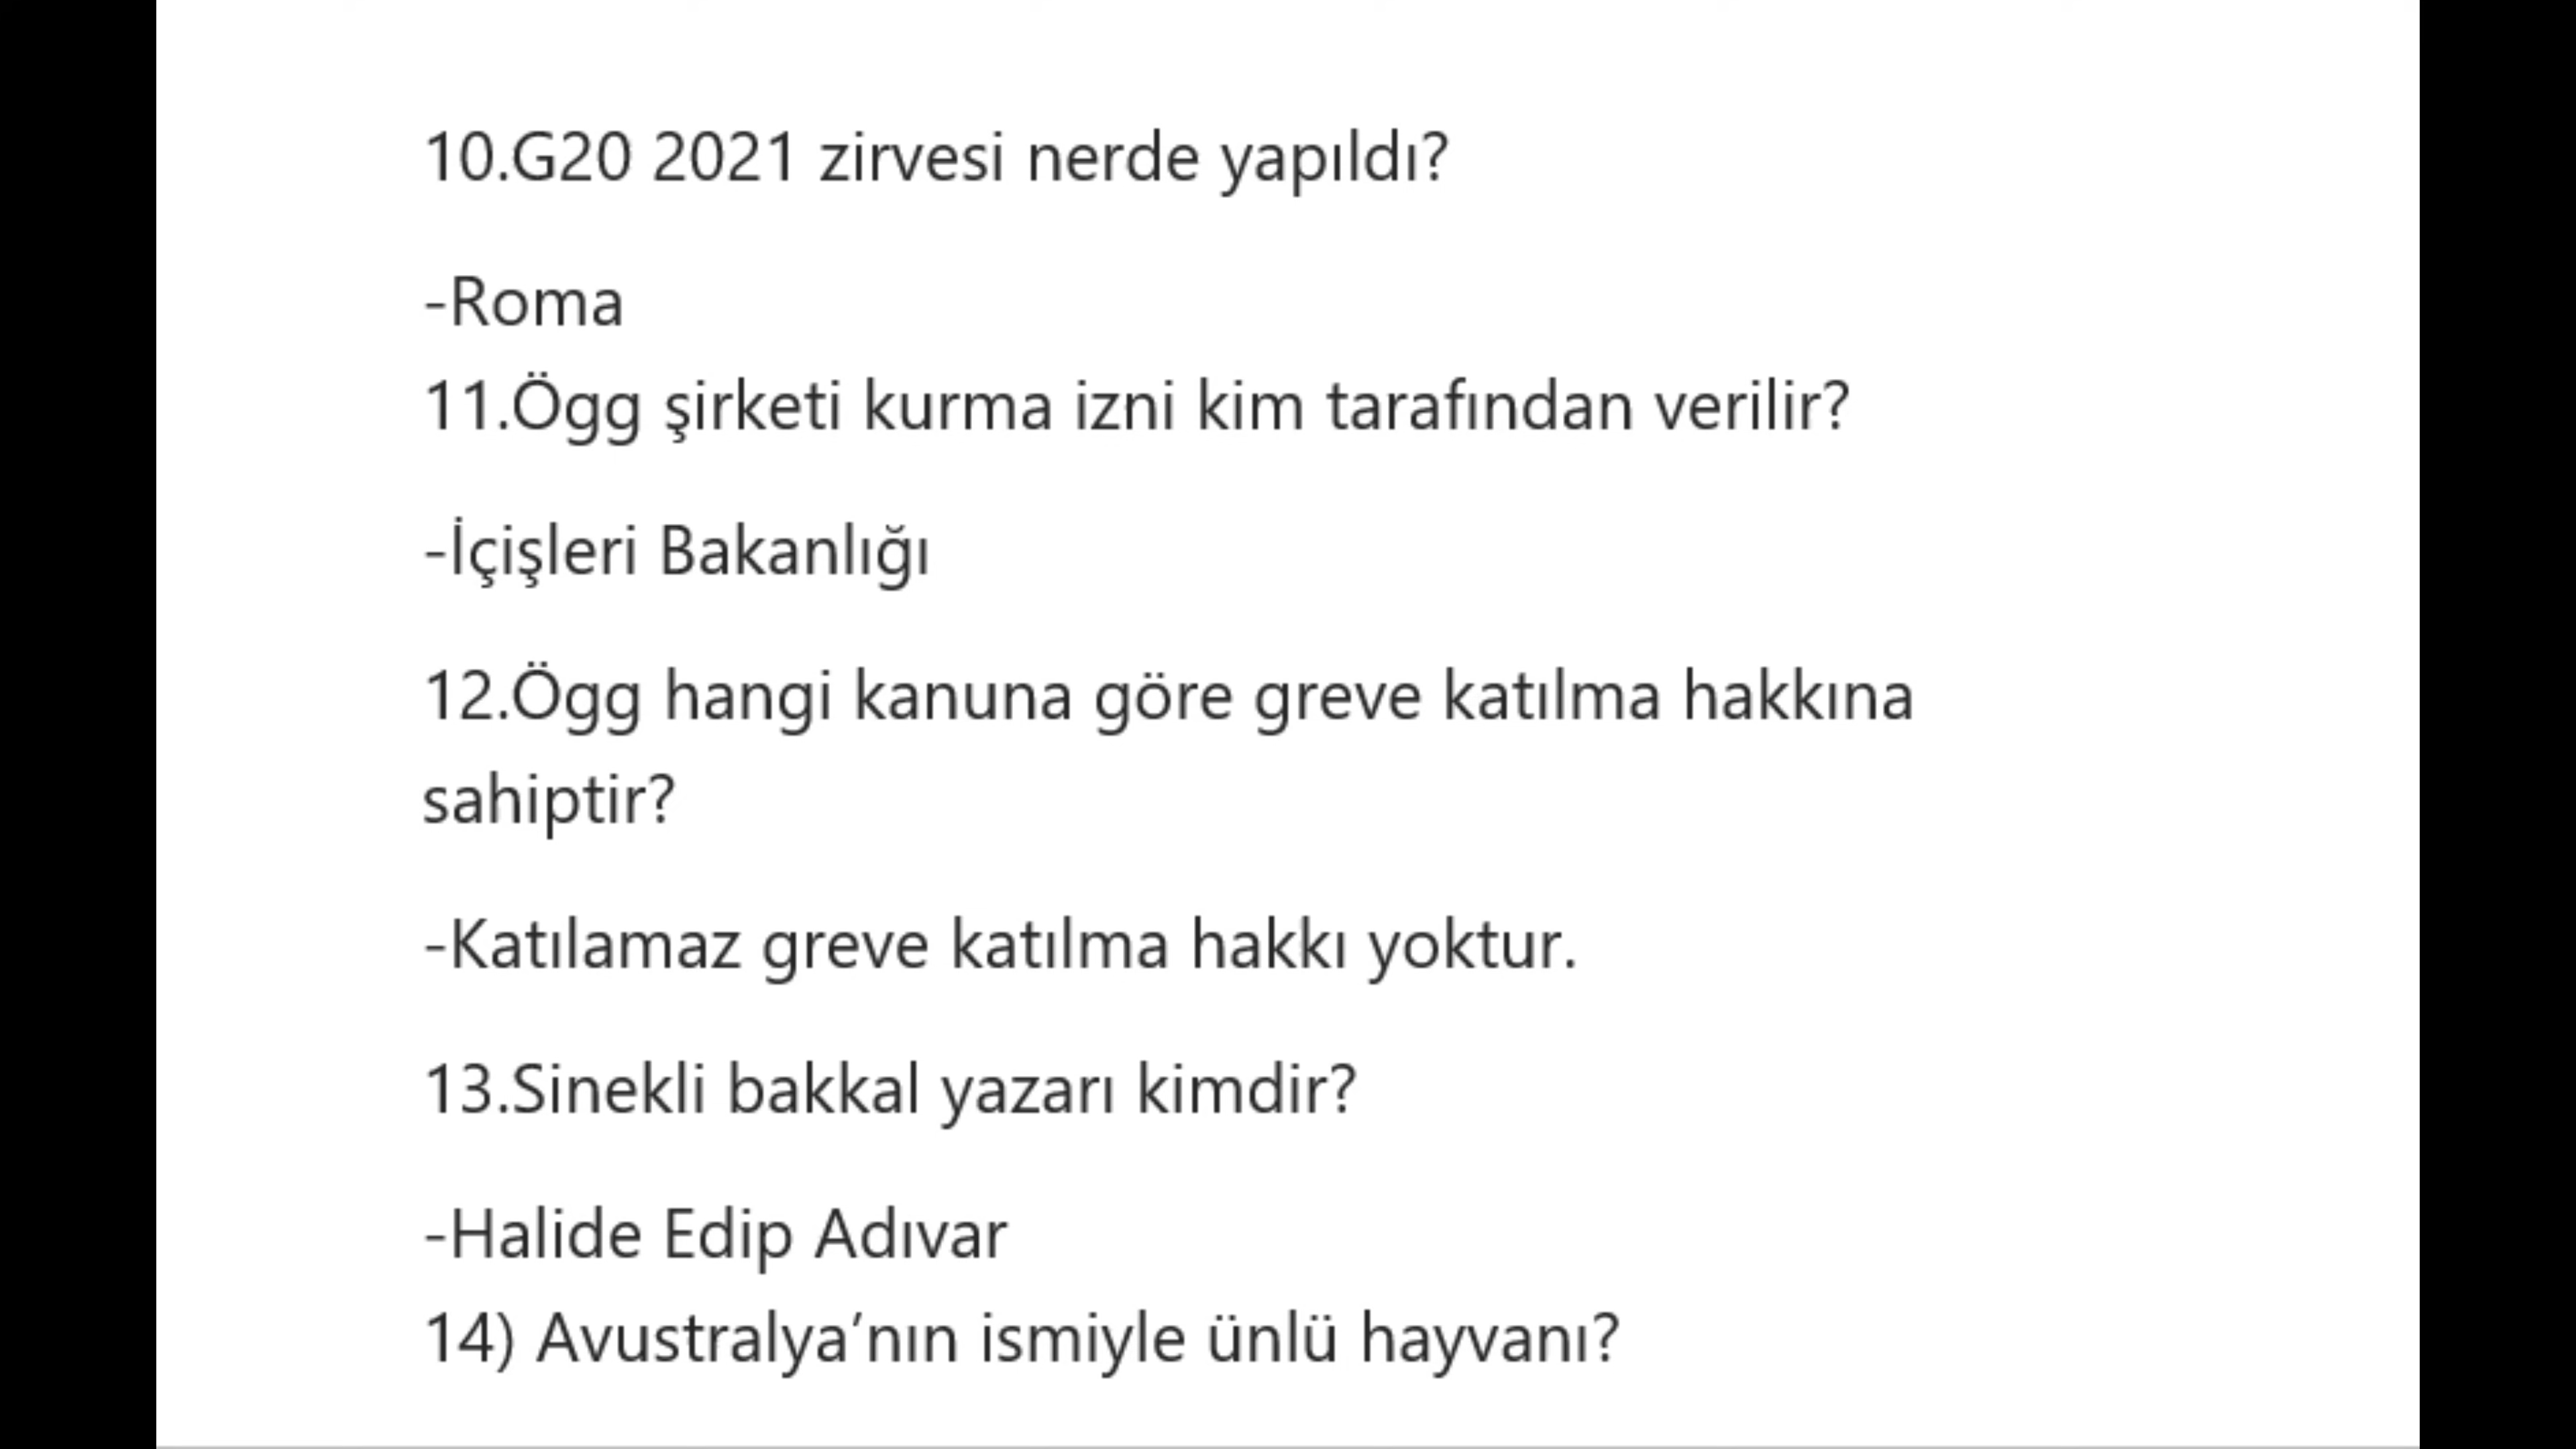 10.G20 2021 zirvesi nerde yapıldı?
-Roma
11.Ögg şirketi kurma izni kim tarafından verilir?
-İçişleri Bakanlığı
12.Ögg hangi kanuna göre greve katılma hakkına
sahiptir?
-Katılamaz greve katılma hakkı yoktur.
13.Sinekli bakkal yazarı kimdir?
-Halide Edip Adıvar
14) Avustralya’nın ismiyle ünlü hayvanı?